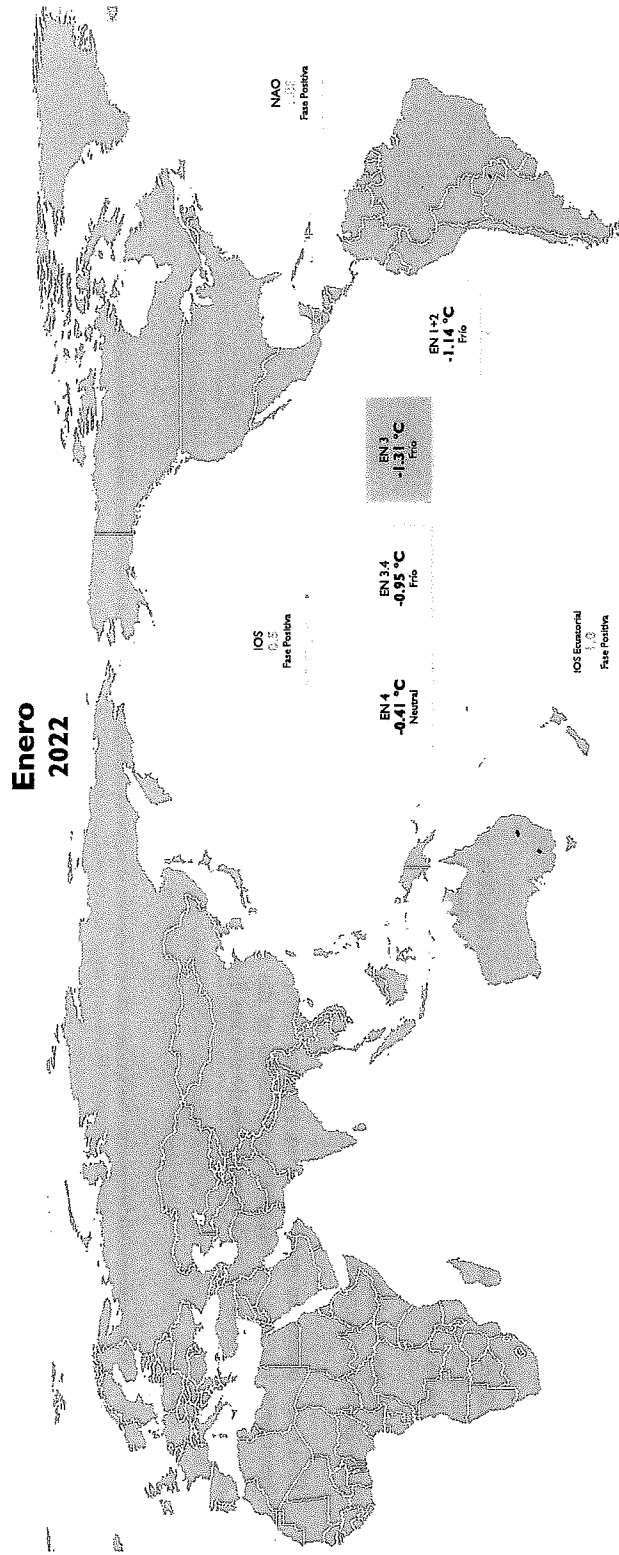 Enero
2022
IOS
0.5
Fase Positiva
NAO
Fase Positiva
EN 4
-0.41 °C
Neutral
EN 3.4
-0.95 °C
Frío
EN 3
-1.31 °C
Frío
EN 1+2
-1.14 °C
Frío
IOS Ecuatorial
1.0
Fase Positiva